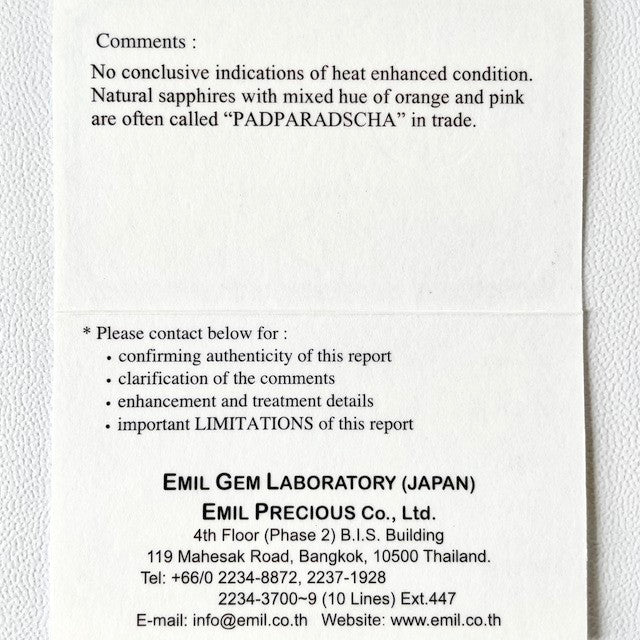 Comments :
No conclusive indications of heat enhanced condition.
Natural sapphires with mixed hue of orange and pink
are often called “PADPARADSCHA” in trade.
* Please contact below for :
• confirming authenticity of this report
• clarification of the comments
• enhancement and treatment details
• important LIMITATIONS of this report
EMIL GEM LABORATORY (JAPAN)
EMIL PRECIOUS Co., Ltd.
4th Floor (Phase 2) B.I.S. Building
119 Mahesak Road, Bangkok, 10500 Thailand.
Tel: +66/0 2234-8872, 2237-1928
2234-3700~9 (10 Lines) Ext.447
E-mail: info@emil.co.th Website: www.emil.co.th